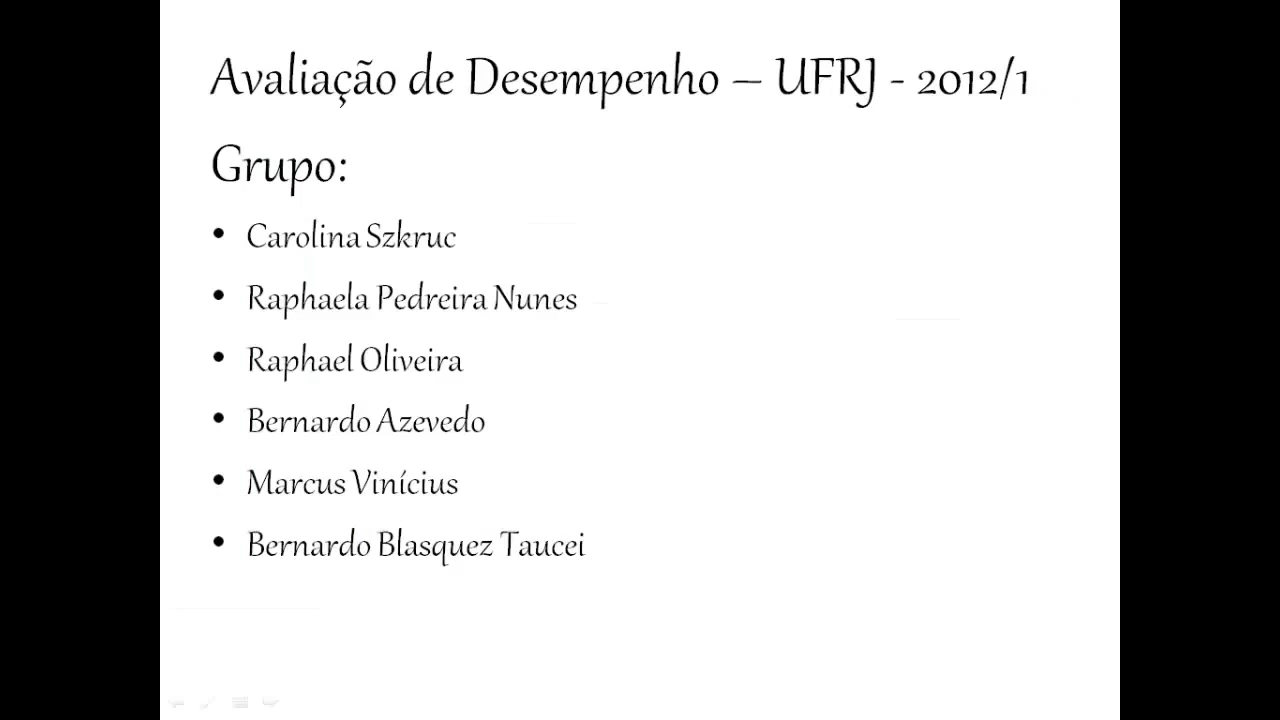 Avaliação de Desempenho – UFRJ - 2012/1
Grupo:
• Carolina Szkruc
• Raphaela Pedreira Nunes
• Raphael Oliveira
• Bernardo Azevedo
• Marcus Vinícius
• Bernardo Blasquez Taucei